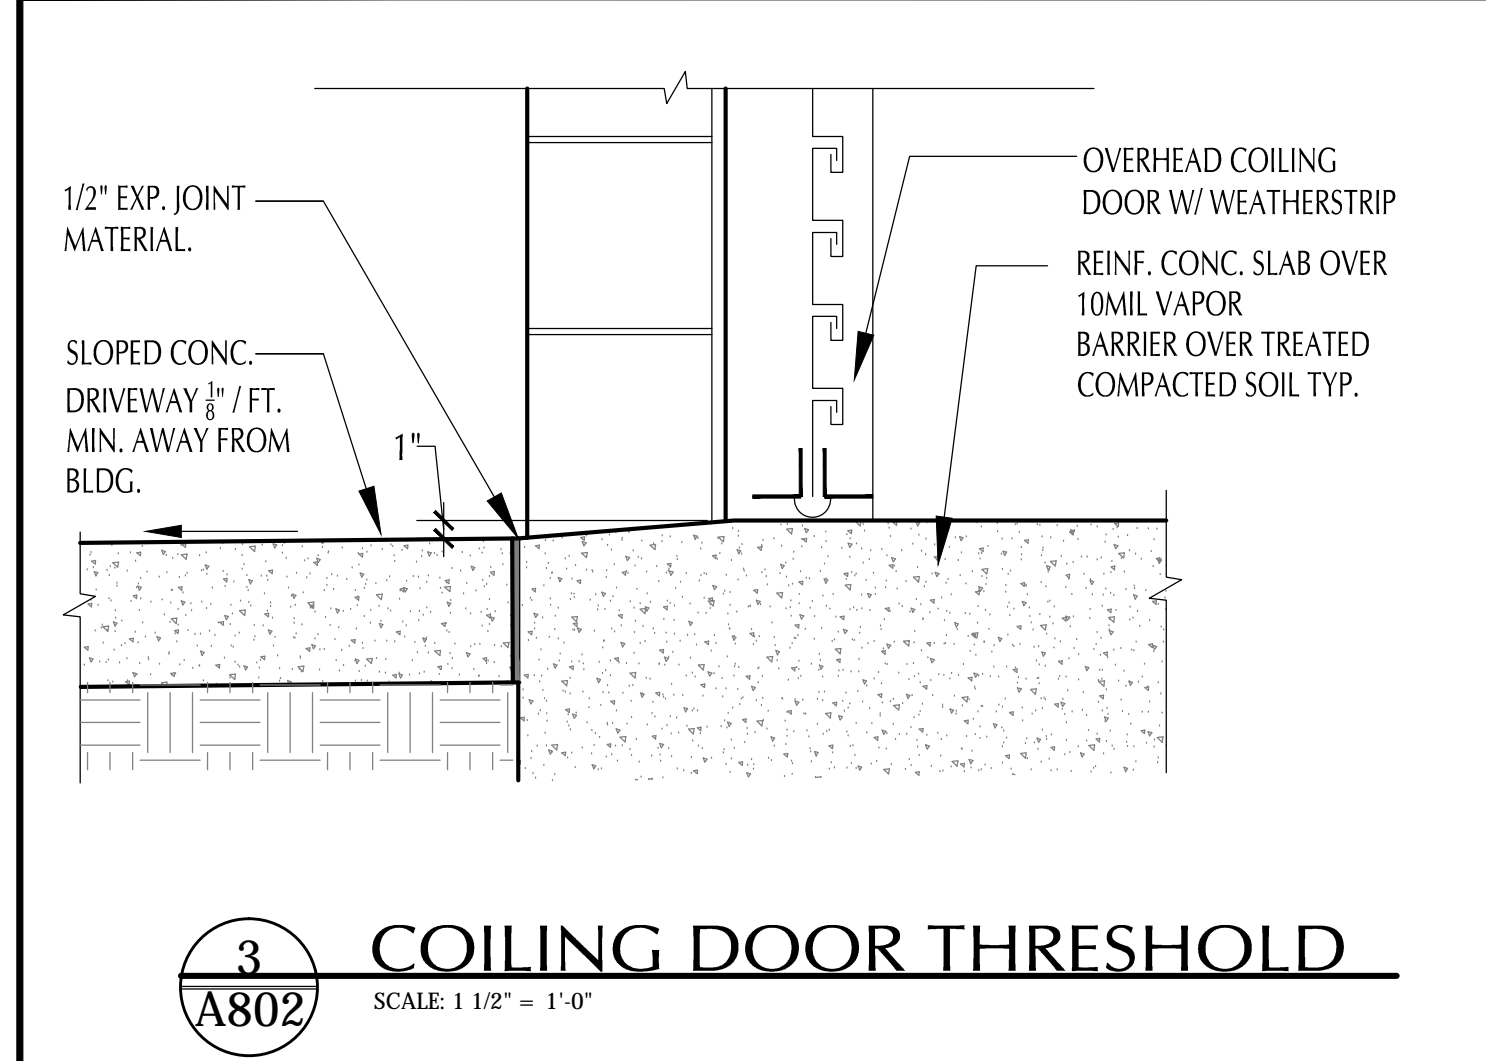 1/2" EXP. JOINT
MATERIAL.
SLOPED CONC.
DRIVEWAY 1/8" / FT.
MIN. AWAY FROM
BLDG.
1"
OVERHEAD COILING
DOOR W/ WEATHERSTRIP
REINF. CONC. SLAB OVER
10MIL VAPOR
BARRIER OVER TREATED
COMPACTED SOIL TYP.
3
A802
COILING DOOR THRESHOLD
SCALE: 1 1/2" = 1'-0"